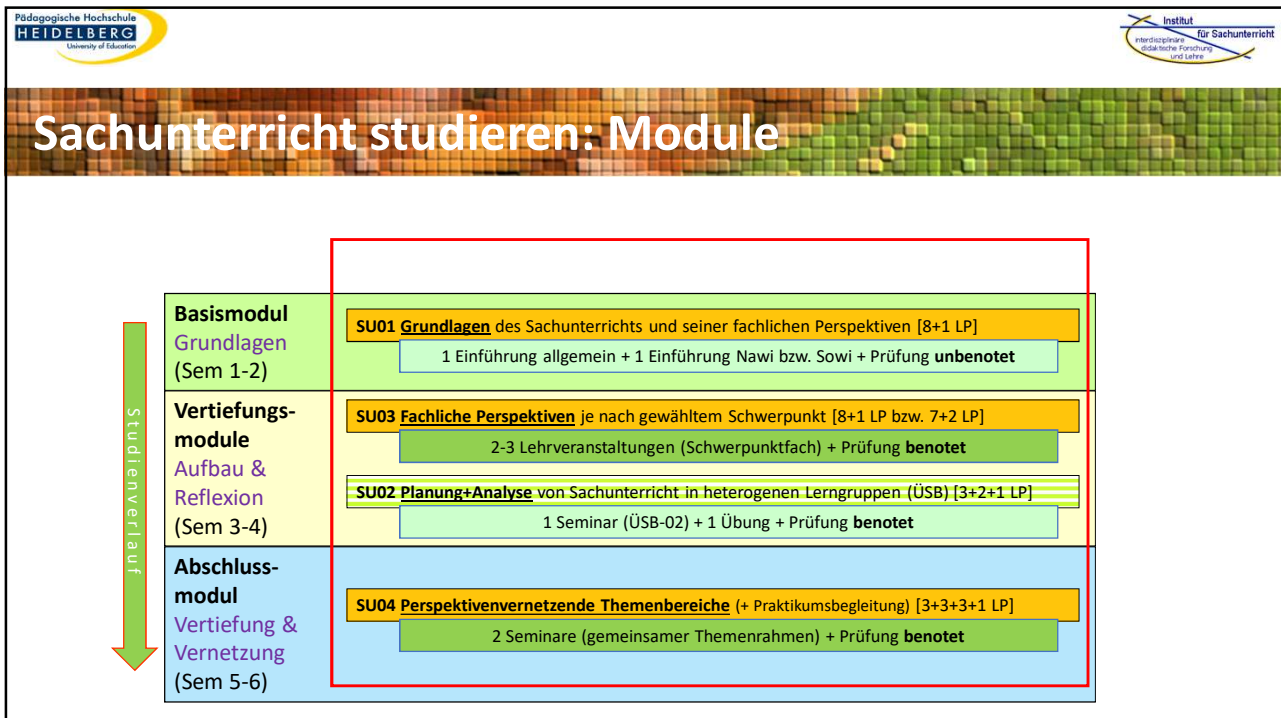 Pädagogische Hochschule
HEIDELBERG
University of Education
Institut
für Sachunterricht
interdisziplinäre
didaktische Forschung
und Lehre
Sachunterricht studieren: Module
Studienverlauf
Basismodul
Grundlagen
(Sem 1-2)
SU01 Grundlagen des Sachunterrichts und seiner fachlichen Perspektiven [8+1 LP]
1 Einführung allgemein + 1 Einführung Nawi bzw. Sowi + Prüfung unbenotet
Vertiefungs-
module
Aufbau &
Reflexion
(Sem 3-4)
SU03 Fachliche Perspektiven je nach gewähltem Schwerpunkt [8+1 LP bzw. 7+2 LP]
2-3 Lehrveranstaltungen (Schwerpunktfach) + Prüfung benotet
SU02 Planung+Analyse von Sachunterricht in heterogenen Lerngruppen (ÜSB) [3+2+1 LP]
1 Seminar (ÜSB-02) + 1 Übung + Prüfung benotet
Abschluss-
modul
Vertiefung &
Vernetzung
(Sem 5-6)
SU04 Perspektivenvernetzende Themenbereiche (+ Praktikumsbegleitung) [3+3+3+1 LP]
2 Seminare (gemeinsamer Themenrahmen) + Prüfung benotet